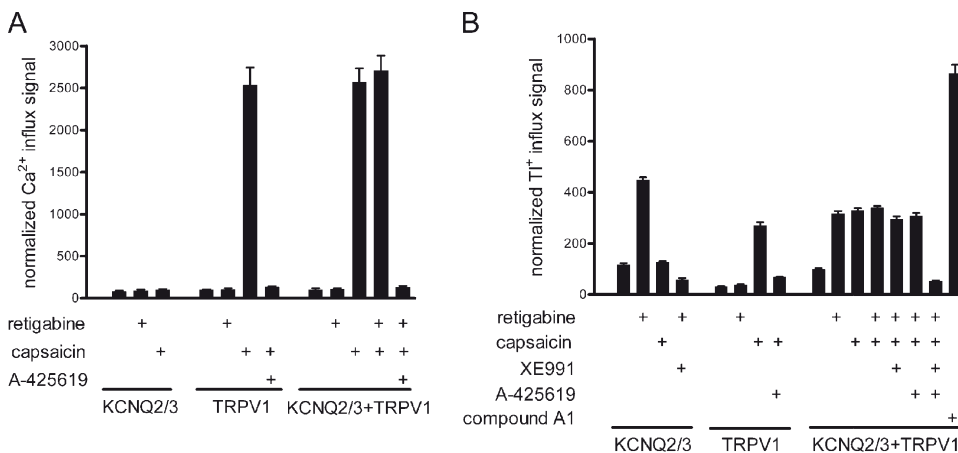 A
normalized Ca2+ influx signal
3000
2500
2000
1500
1000
500
0
retigabine + + + + +
capsaicin + + + + + +
A-425619 + +
KCNQ2/3 TRPV1 KCNQ2/3+TRPV1
B
normalized Tl+ influx signal
1000
800
600
400
200
0
retigabine + + + + + + + +
capsaicin + + + + + + + +
XE991 + + +
A-425619 + + +
compound A1 +
KCNQ2/3 TRPV1 KCNQ2/3+TRPV1